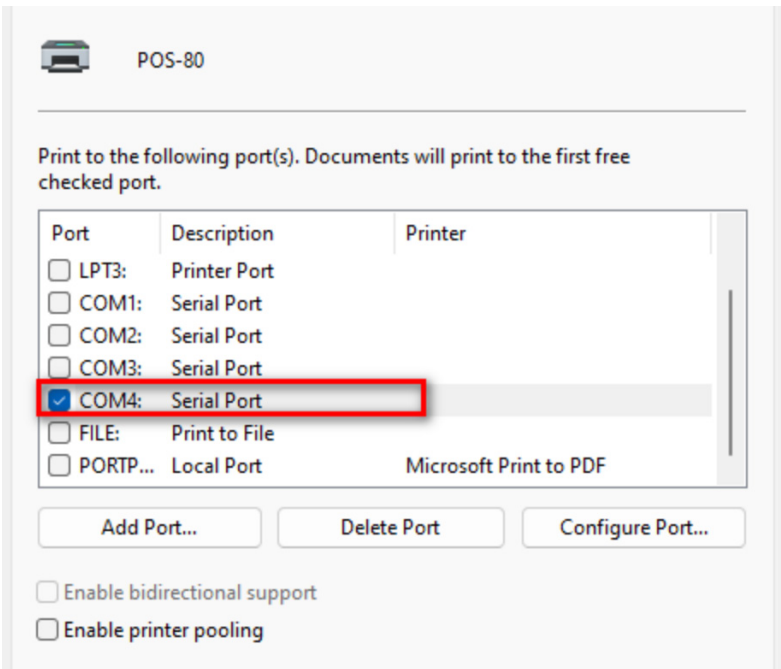 POS-80
Print to the following port(s). Documents will print to the first free
checked port.
Port Description Printer
LPT3: Printer Port
COM1: Serial Port
COM2: Serial Port
COM3: Serial Port
COM4: Serial Port
FILE: Print to File
PORTP... Local Port Microsoft Print to PDF
Add Port... Delete Port Configure Port...
Enable bidirectional support
Enable printer pooling